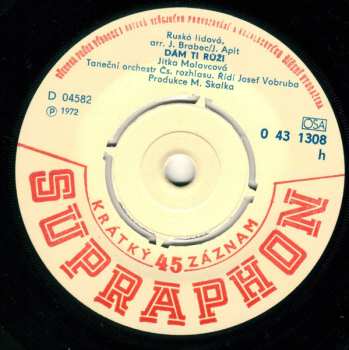 Ruská lidová,
arr. J. Brabec/J. Apit
DÁM TI RŮŽI
Jitka Molavcová
Taneční orchestr Čs. rozhlasu. Řídí Josef Vobruba
Produkce M. Skalka
D 04582
Ⓟ 1972
OSA
0 43 1308
h
KRÁTKÝ 45 ZÁZNAM
SUPRAPHON